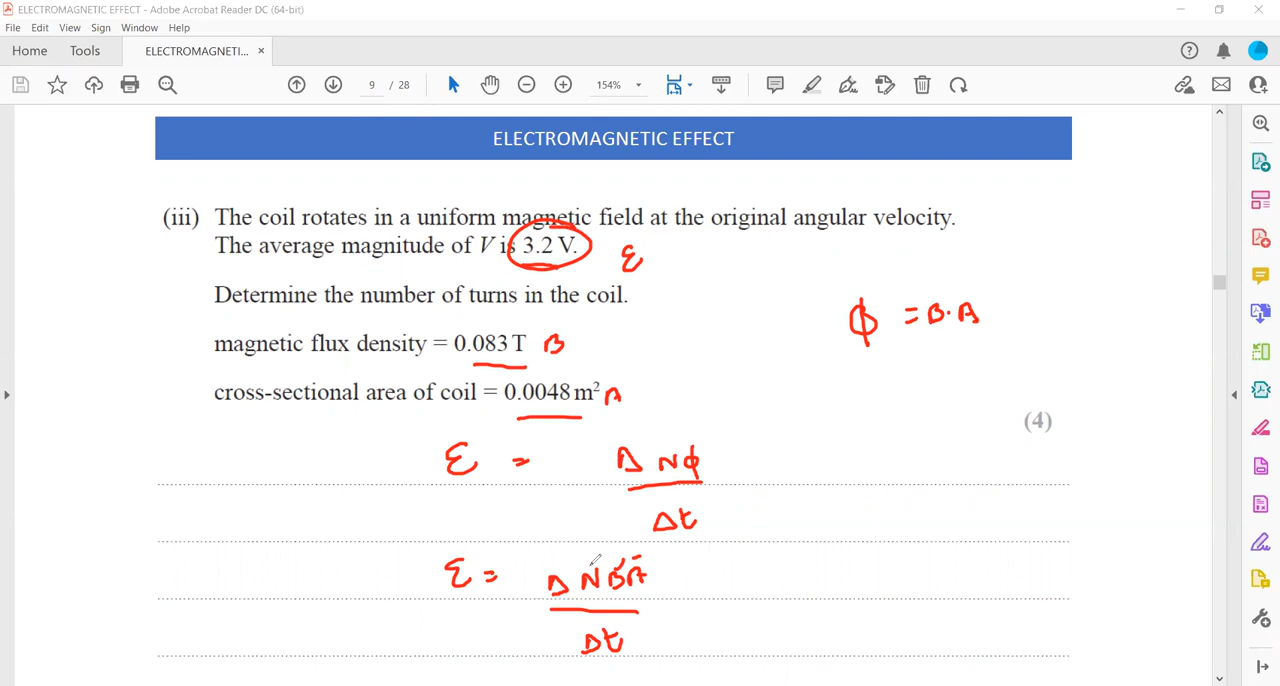 ELECTROMAGNETIC EFFECT - Adobe Acrobat Reader DC (64-bit)
File Edit View Sign Window Help
Home Tools ELECTROMAGNETI... ×
9 / 28 154%
ELECTROMAGNETIC EFFECT
(iii) The coil rotates in a uniform magnetic field at the original angular velocity.
The average magnitude of V is 3.2 V.
ε
Determine the number of turns in the coil.
ϕ = B·A
magnetic flux density = 0.083 T B
cross-sectional area of coil = 0.0048 m² A
(4)
ε = Δ Nϕ
Δt
ε = Δ NBA
Δt